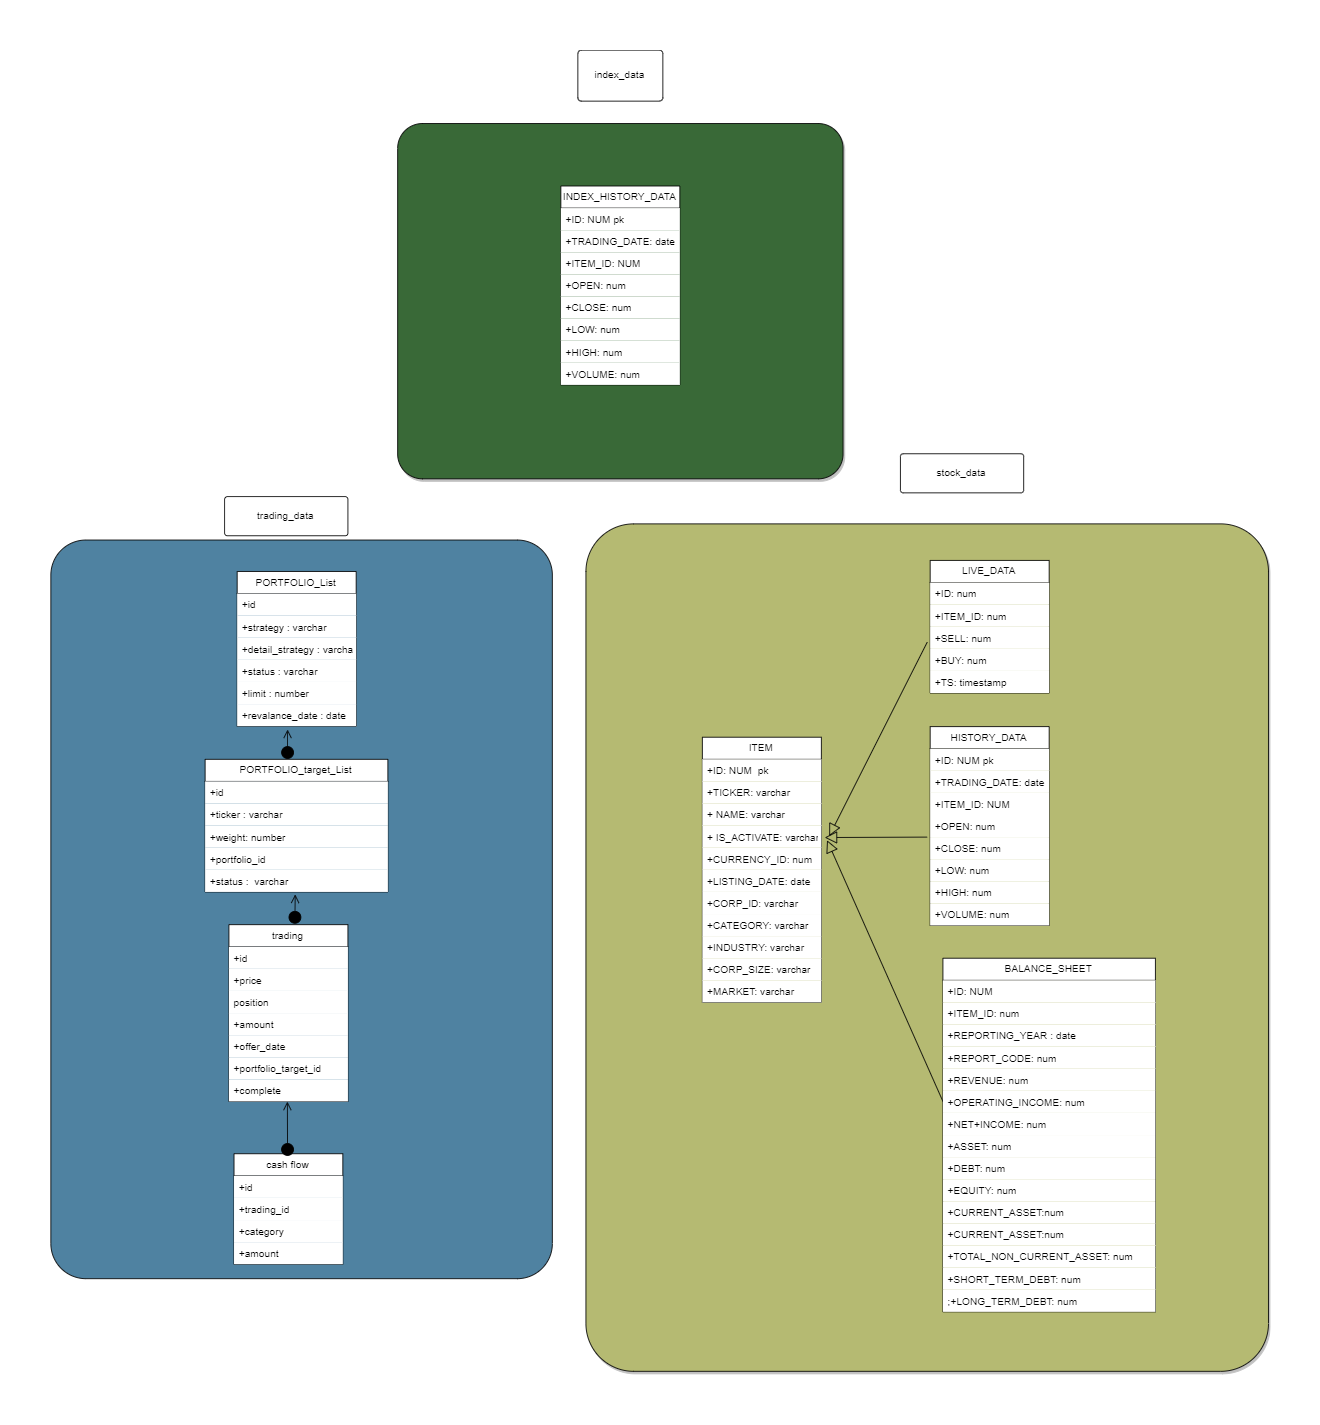 index_data
INDEX_HISTORY_DATA
+ID: NUM pk
+TRADING_DATE: date
+ITEM_ID: NUM
+OPEN: num
+CLOSE: num
+LOW: num
+HIGH: num
+VOLUME: num
trading_data
PORTFOLIO_List
+id
+strategy : varchar
+detail_strategy : varcha
+status : varchar
+limit : number
+revalance_date : date
PORTFOLIO_target_List
+id
+ticker : varchar
+weight: number
+portfolio_id
+status :  varchar
trading
+id
+price
position
+amount
+offer_date
+portfolio_target_id
+complete
cash flow
+id
+trading_id
+category
+amount
stock_data
LIVE_DATA
+ID: num
+ITEM_ID: num
+SELL: num
+BUY: num
+TS: timestamp
ITEM
+ID: NUM  pk
+TICKER: varchar
+ NAME: varchar
+ IS_ACTIVATE: varchar
+CURRENCY_ID: num
+LISTING_DATE: date
+CORP_ID: varchar
+CATEGORY: varchar
+INDUSTRY: varchar
+CORP_SIZE: varchar
+MARKET: varchar
HISTORY_DATA
+ID: NUM pk
+TRADING_DATE: date
+ITEM_ID: NUM
+OPEN: num
+CLOSE: num
+LOW: num
+HIGH: num
+VOLUME: num
BALANCE_SHEET
+ID: NUM
+ITEM_ID: num
+REPORTING_YEAR : date
+REPORT_CODE: num
+REVENUE: num
+OPERATING_INCOME: num
+NET+INCOME: num
+ASSET: num
+DEBT: num
+EQUITY: num
+CURRENT_ASSET:num
+CURRENT_ASSET:num
+TOTAL_NON_CURRENT_ASSET: num
+SHORT_TERM_DEBT: num
;+LONG_TERM_DEBT: num